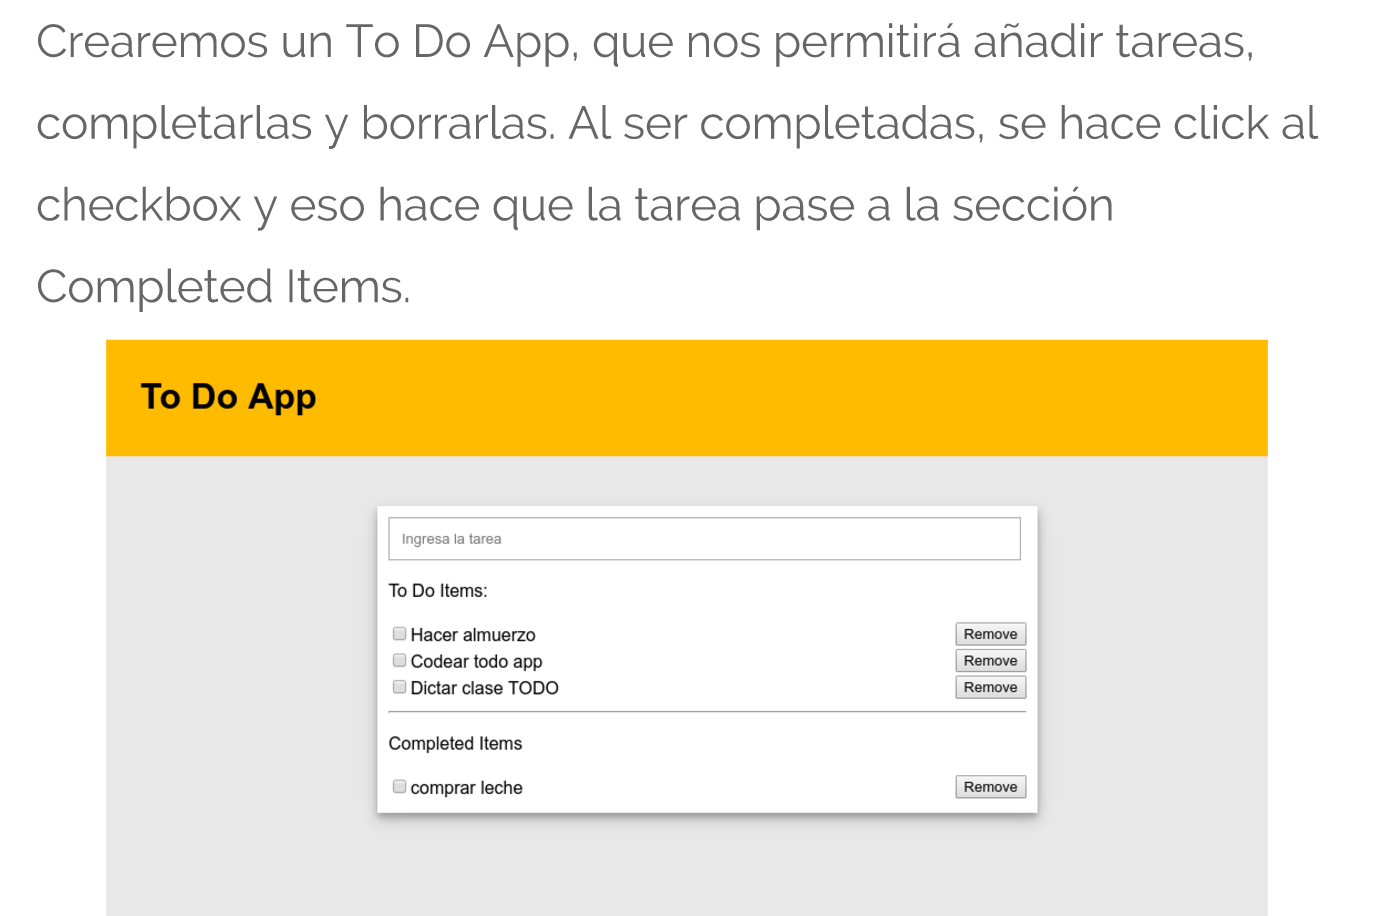 Crearemos un To Do App, que nos permitirá añadir tareas,
completarlas y borrarlas. Al ser completadas, se hace click al
checkbox y eso hace que la tarea pase a la sección
Completed Items.
To Do App
Ingresa la tarea
To Do Items:
Hacer almuerzo Remove
Codear todo app Remove
Dictar clase TODO Remove
Completed Items
comprar leche Remove